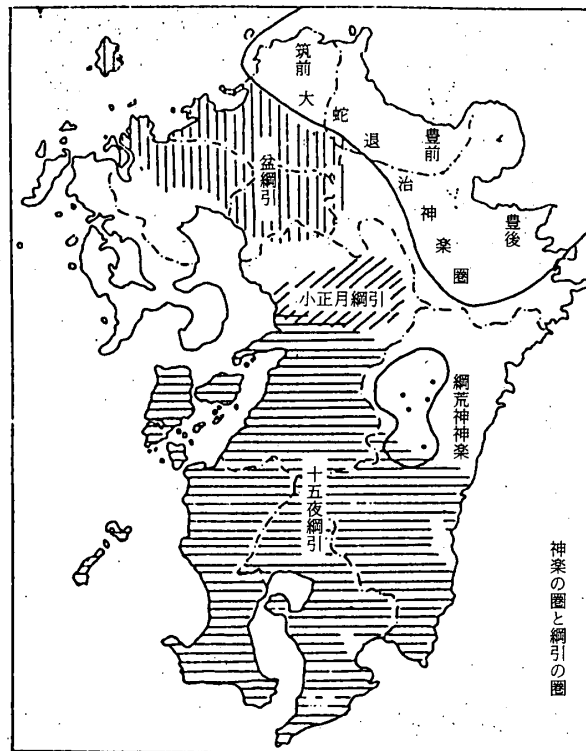 筑前
豊前
豊後
大蛇退治神楽圏
盆綱引
小正月綱引
綱荒神神楽
十五夜綱引
神楽の圏と綱引の圏